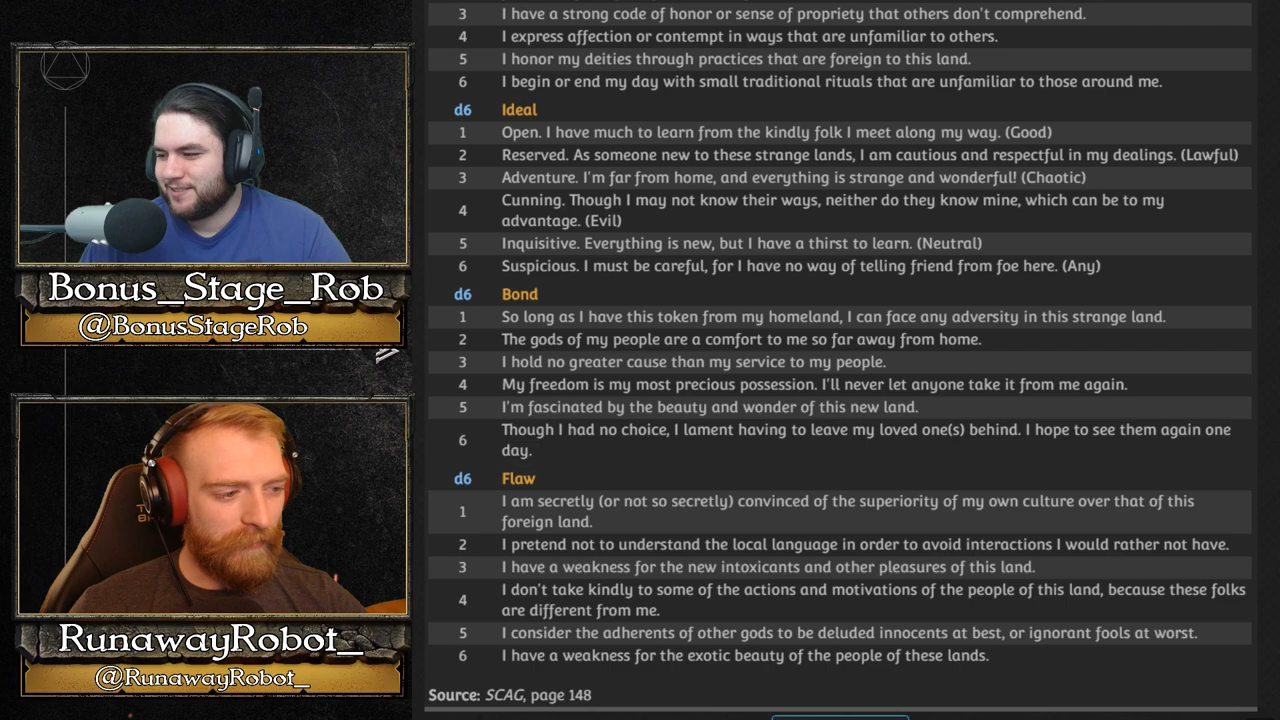 Bonus_Stage_Rob
@BonusStageRob
RunawayRobot_
@RunawayRobot_
3 I have a strong code of honor or sense of propriety that others don't comprehend.
4 I express affection or contempt in ways that are unfamiliar to others.
5 I honor my deities through practices that are foreign to this land.
6 I begin or end my day with small traditional rituals that are unfamiliar to those around me.
d6 Ideal
1 Open. I have much to learn from the kindly folk I meet along my way. (Good)
2 Reserved. As someone new to these strange lands, I am cautious and respectful in my dealings. (Lawful)
3 Adventure. I'm far from home, and everything is strange and wonderful! (Chaotic)
4 Cunning. Though I may not know their ways, neither do they know mine, which can be to my
advantage. (Evil)
5 Inquisitive. Everything is new, but I have a thirst to learn. (Neutral)
6 Suspicious. I must be careful, for I have no way of telling friend from foe here. (Any)
d6 Bond
1 So long as I have this token from my homeland, I can face any adversity in this strange land.
2 The gods of my people are a comfort to me so far away from home.
3 I hold no greater cause than my service to my people.
4 My freedom is my most precious possession. I'll never let anyone take it from me again.
5 I'm fascinated by the beauty and wonder of this new land.
6 Though I had no choice, I lament having to leave my loved one(s) behind. I hope to see them again one
day.
d6 Flaw
1 I am secretly (or not so secretly) convinced of the superiority of my own culture over that of this
foreign land.
2 I pretend not to understand the local language in order to avoid interactions I would rather not have.
3 I have a weakness for the new intoxicants and other pleasures of this land.
4 I don't take kindly to some of the actions and motivations of the people of this land, because these folks
are different from me.
5 I consider the adherents of other gods to be deluded innocents at best, or ignorant fools at worst.
6 I have a weakness for the exotic beauty of the people of these lands.
Source: SCAG, page 148